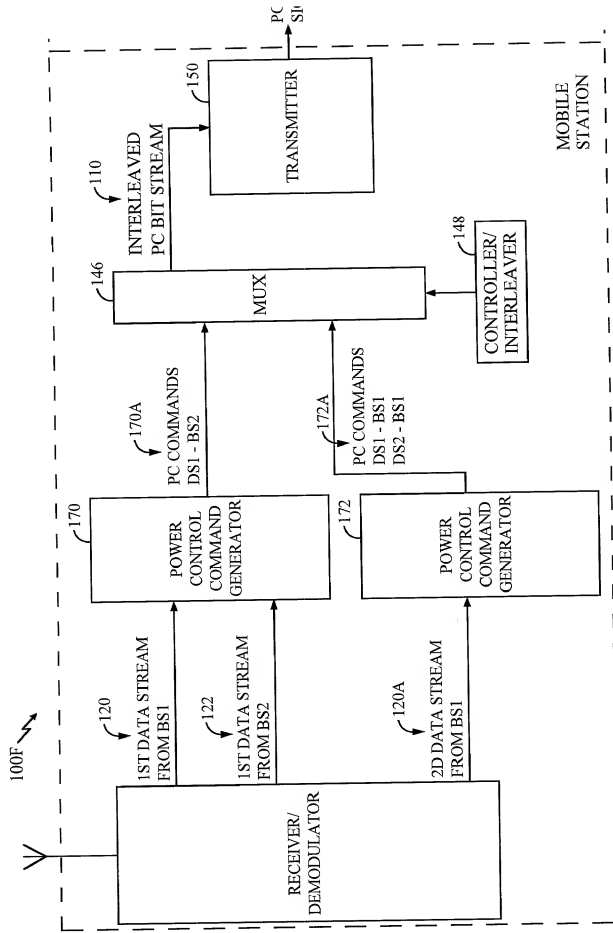 100F
RECEIVER/
DEMODULATOR
120
1ST DATA STREAM
FROM BS1
122
1ST DATA STREAM
FROM BS2
120A
2D DATA STREAM
FROM BS1
170
POWER
CONTROL
COMMAND
GENERATOR
172
POWER
CONTROL
COMMAND
GENERATOR
170A
PC COMMANDS
DS1 - BS2
172A
PC COMMANDS
DS1 - BS1
DS2 - BS1
146
MUX
148
CONTROLLER/
INTERLEAVER
110
INTERLEAVED
PC BIT STREAM
150
TRANSMITTER
PC
MOBILE
STATION